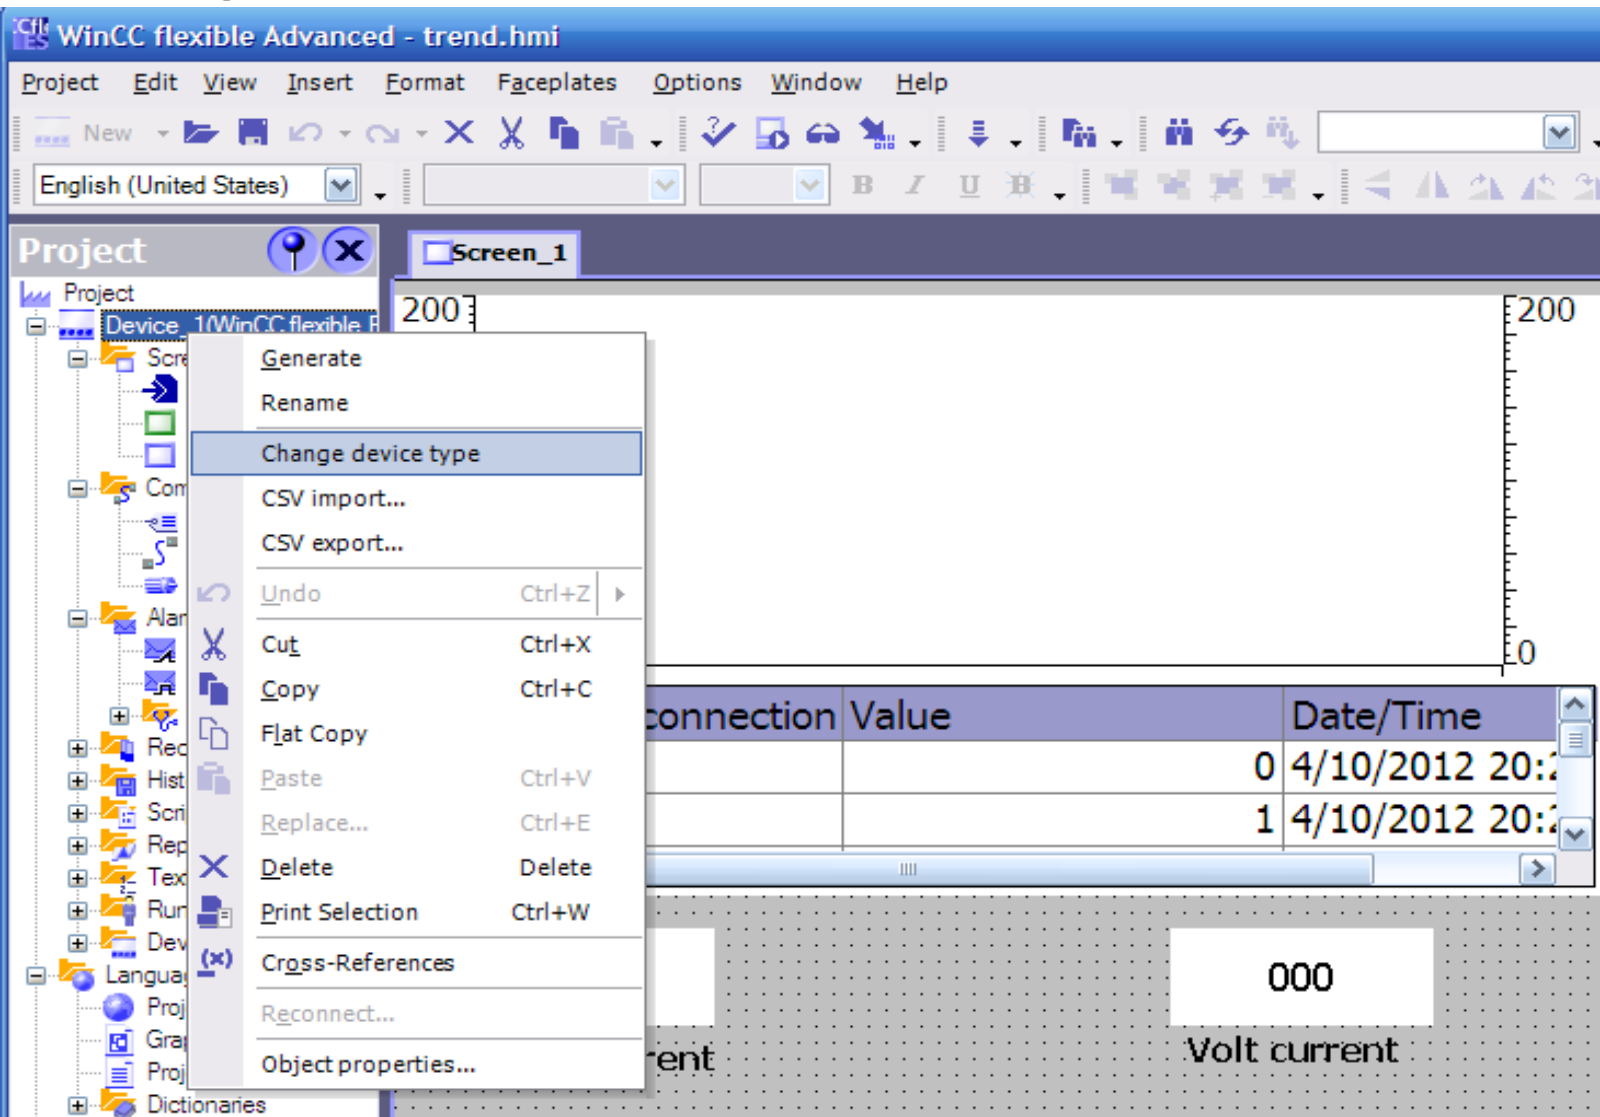 WinCC flexible Advanced - trend.hmi
Project Edit View Insert Format Faceplates Options Window Help
New
English (United States) B I U
Project
Screen_1
Project
Device_1(WinCC flexible
200 200
Generate
Rename
Change device type
CSV import...
CSV export...
Undo Ctrl+Z
Cut Ctrl+X
0
Copy Ctrl+C
connection Value Date/Time
Flat Copy
0 4/10/2012 20:2
Paste Ctrl+V
Replace... Ctrl+E
1 4/10/2012 20:2
Delete Delete
Print Selection Ctrl+W
Cross-References
000
Reconnect...
Volt current
Object properties...
Dictionaries